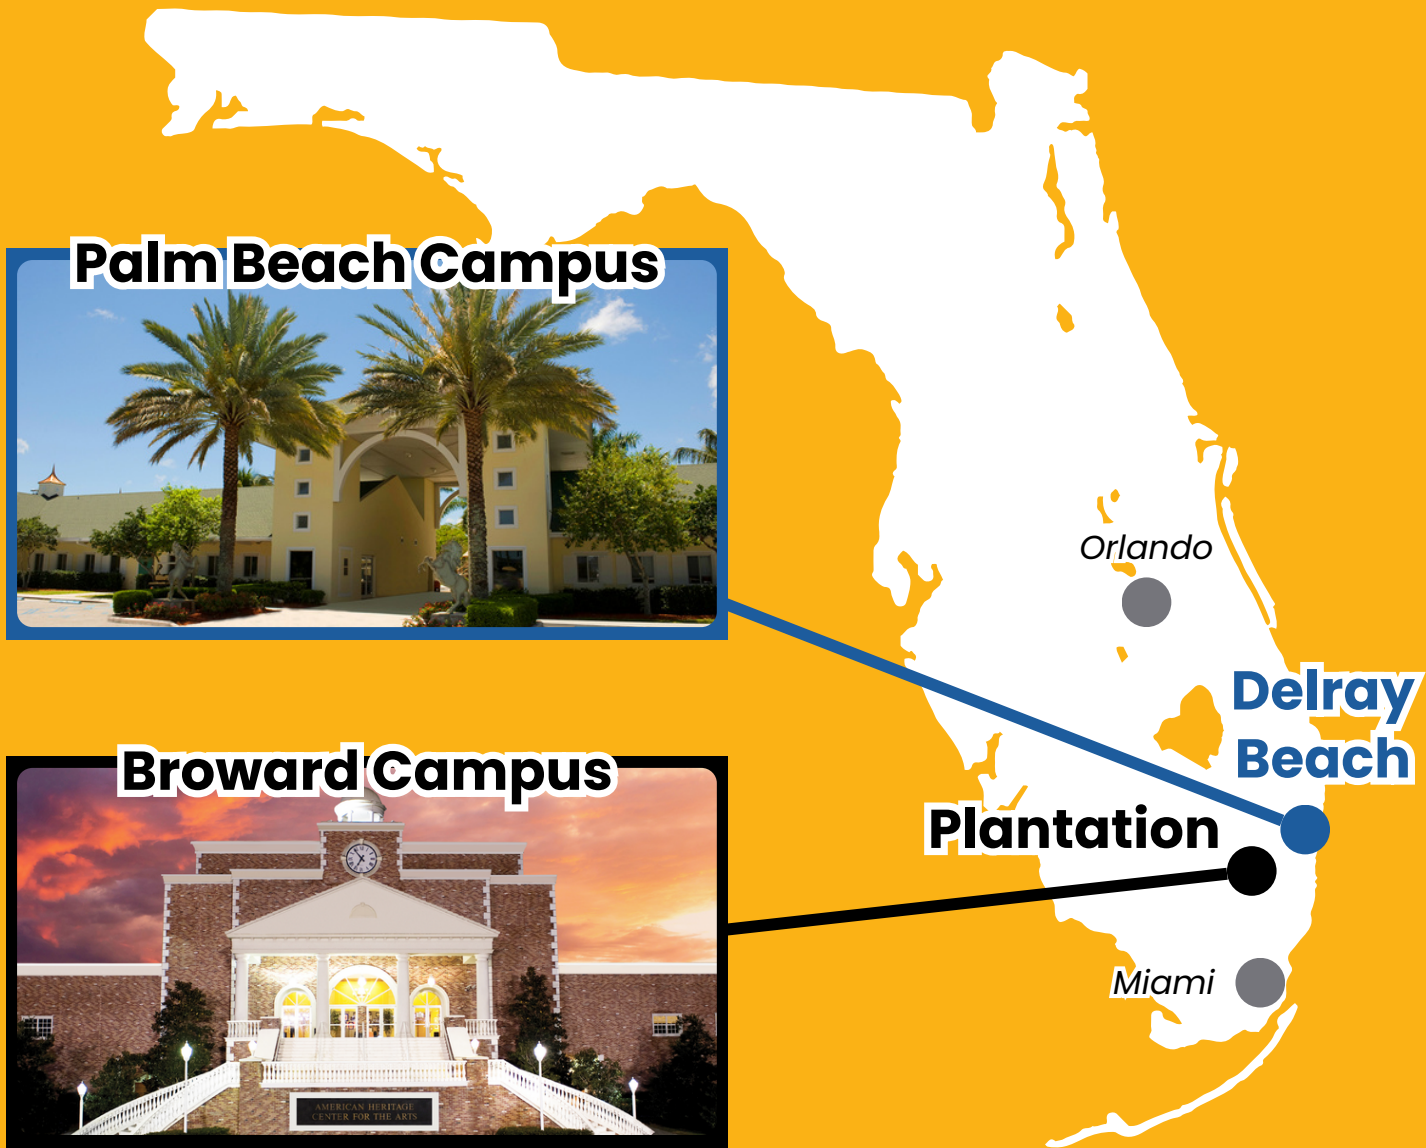 Palm Beach Campus
Orlando
Delray
Beach
Broward Campus
Plantation
Miami
AMERICAN HERITAGE
CENTER FOR THE ARTS